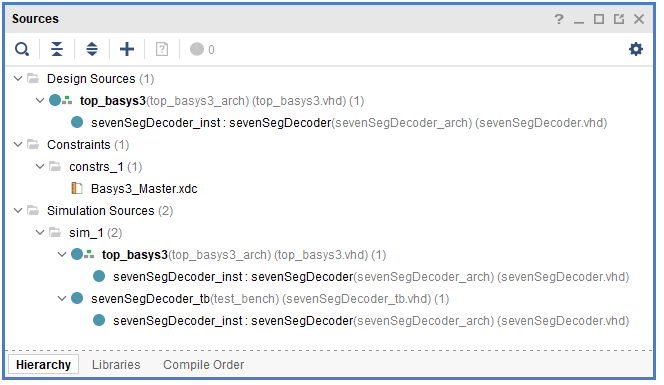 Sources
? _
0
Design Sources (1)
top_basys3(top_basys3_arch) (top_basys3.vhd) (1)
sevenSegDecoder_inst : sevenSegDecoder(sevenSegDecoder_arch) (sevenSegDecoder.vhd)
Constraints (1)
constrs_1 (1)
Basys3_Master.xdc
Simulation Sources (2)
sim_1 (2)
top_basys3(top_basys3_arch) (top_basys3.vhd) (1)
sevenSegDecoder_inst : sevenSegDecoder(sevenSegDecoder_arch) (sevenSegDecoder.vhd)
sevenSegDecoder_tb(test_bench) (sevenSegDecoder_tb.vhd) (1)
sevenSegDecoder_inst : sevenSegDecoder(sevenSegDecoder_arch) (sevenSegDecoder.vhd)
Hierarchy Libraries Compile Order